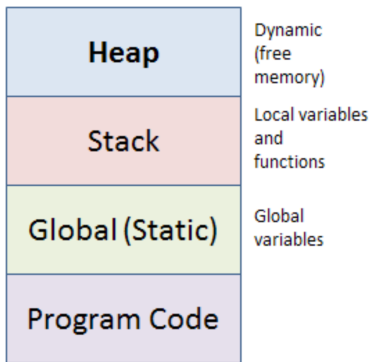 Heap
Dynamic
(free
memory)
Stack
Local variables
and
functions
Global (Static)
Global
variables
Program Code